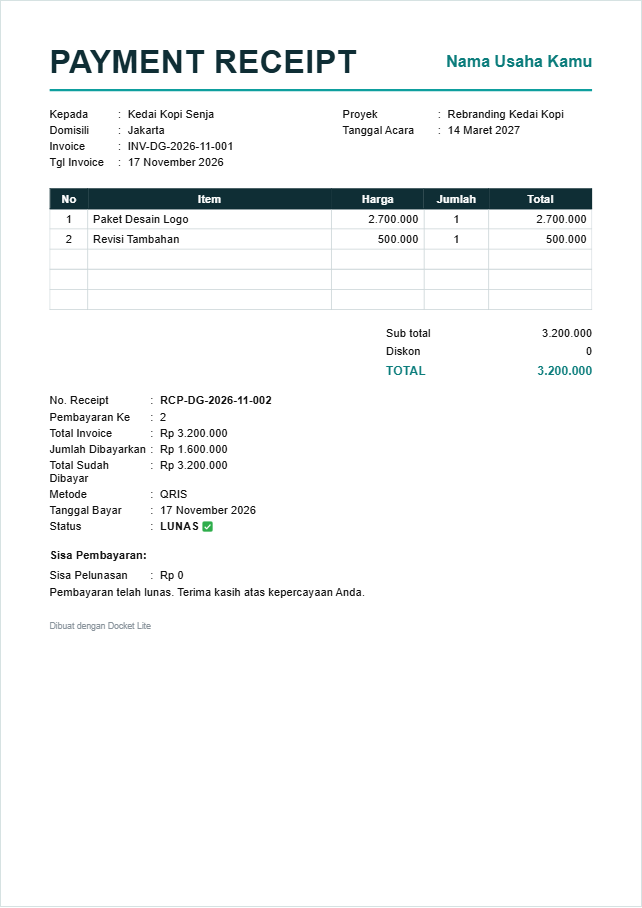 PAYMENT RECEIPT
Nama Usaha Kamu
Kepada : Kedai Kopi Senja
Proyek : Rebranding Kedai Kopi
Domisili : Jakarta
Tanggal Acara : 14 Maret 2027
Invoice : INV-DG-2026-11-001
Tgl Invoice : 17 November 2026
No Item Harga Jumlah Total
1 Paket Desain Logo 2.700.000 1 2.700.000
2 Revisi Tambahan 500.000 1 500.000
Sub total 3.200.000
Diskon 0
TOTAL 3.200.000
No. Receipt : RCP-DG-2026-11-002
Pembayaran Ke : 2
Total Invoice : Rp 3.200.000
Jumlah Dibayarkan : Rp 1.600.000
Total Sudah : Rp 3.200.000
Dibayar
Metode : QRIS
Tanggal Bayar : 17 November 2026
Status : LUNAS ✅
Sisa Pembayaran:
Sisa Pelunasan : Rp 0
Pembayaran telah lunas. Terima kasih atas kepercayaan Anda.
Dibuat dengan Docket Lite